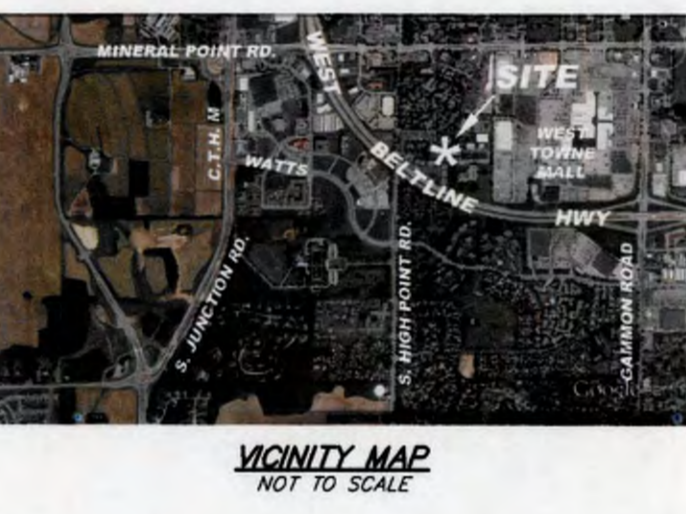 MINERAL POINT RD.
WEST
BELTLINE
HWY
SITE
WEST
TOWNE
MALL
C.T.H. M
WATTS
S. JUNCTION RD.
S. HIGH POINT RD.
GAMMON ROAD
Google
VICINITY MAP
NOT TO SCALE